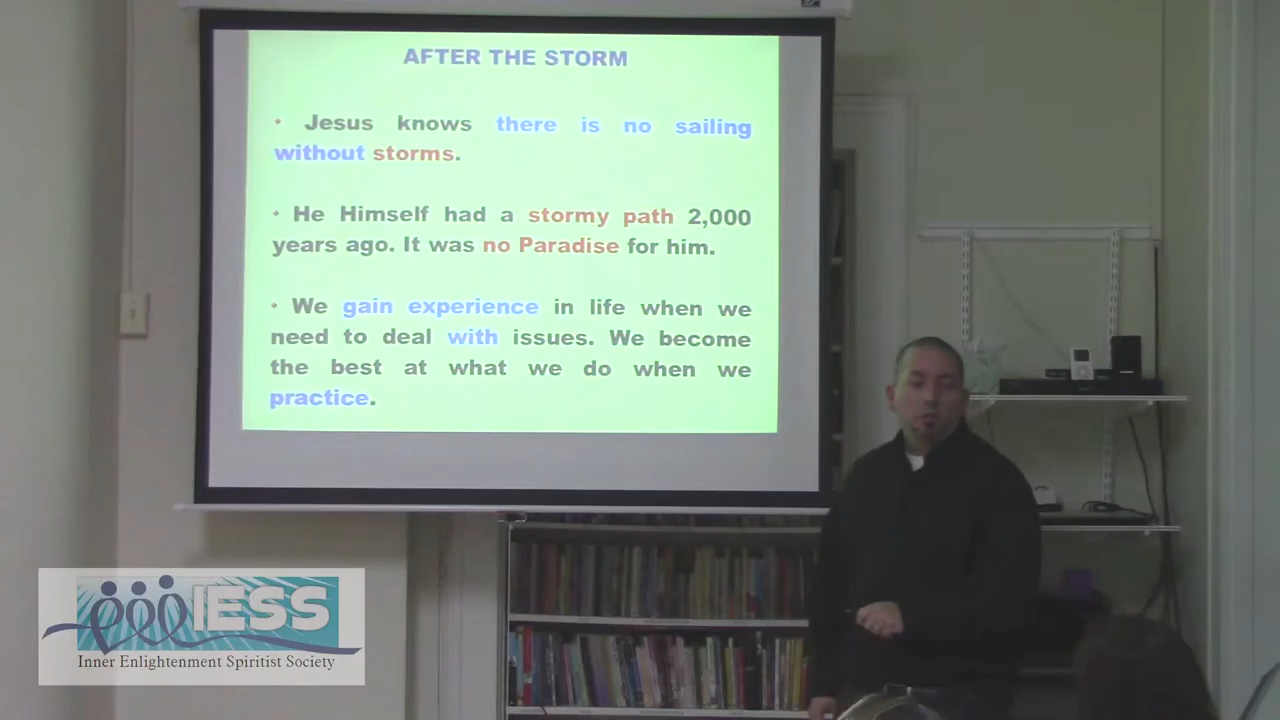 AFTER THE STORM
• Jesus knows there is no sailing
without storms.
• He Himself had a stormy path 2,000
years ago. It was no Paradise for him.
• We gain experience in life when we
need to deal with issues. We become
the best at what we do when we
practice.
IESS
Inner Enlightenment Spiritist Society